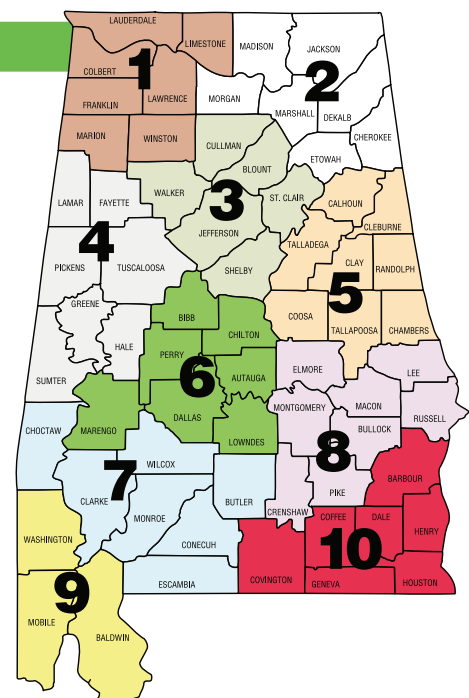 LAUDERDALE
LIMESTONE
MADISON
JACKSON
COLBERT
1
2
FRANKLIN
LAWRENCE
MORGAN
MARSHALL
DEKALB
MARION
WINSTON
CULLMAN
CHEROKEE
ETOWAH
BLOUNT
LAMAR
FAYETTE
WALKER
3
ST. CLAIR
CALHOUN
JEFFERSON
CLEBURNE
4
TALLADEGA
PICKENS
TUSCALOOSA
SHELBY
CLAY
RANDOLPH
5
GREENE
BIBB
COOSA
TALLAPOOSA
CHAMBERS
HALE
PERRY
CHILTON
SUMTER
6
AUTAUGA
ELMORE
LEE
DALLAS
MONTGOMERY
MACON
CHOCTAW
MARENGO
LOWNDES
BULLOCK
RUSSELL
7
WILCOX
8
BARBOUR
CLARKE
BUTLER
PIKE
MONROE
CRENSHAW
COFFEE
DALE
HENRY
WASHINGTON
CONECUH
10
9
ESCAMBIA
COVINGTON
GENEVA
HOUSTON
MOBILE
BALDWIN